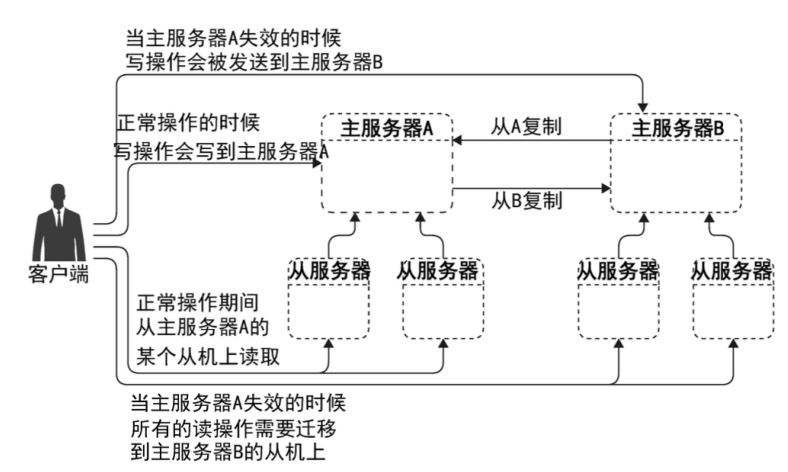 当主服务器A失效的时候
写操作会被发送到主服务器B
正常操作的时候
写操作会写到主服务器A
主服务器A
从A复制
主服务器B
从B复制
客户端
从服务器
从服务器
从服务器
从服务器
正常操作期间
从主服务器A的
某个从机上读取
当主服务器A失效的时候
所有的读操作需要迁移
到主服务器B的从机上